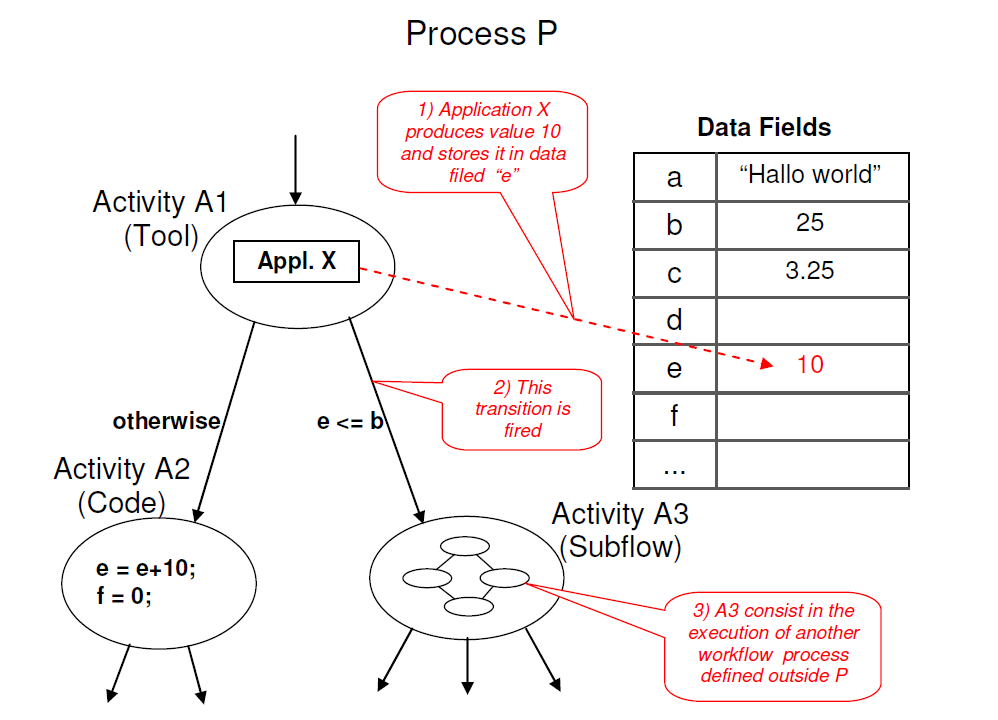 Process P
1) Application X
produces value 10
and stores it in data
filed “e”
Data Fields
a
“Hallo world”
b
25
c
3.25
d
e
10
f
...
Activity A1
(Tool)
Appl. X
2) This
transition is
fired
otherwise
e <= b
Activity A2
(Code)
e = e+10;
f = 0;
Activity A3
(Subflow)
3) A3 consist in the
execution of another
workflow process
defined outside P